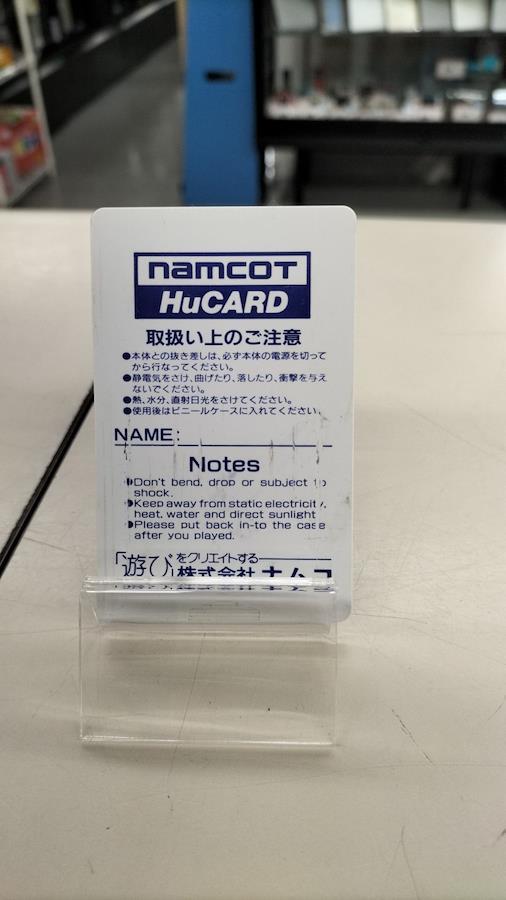 namcoT
HuCARD
取扱い上のご注意
●本体との抜き差しは、必ず本体の電源を切って
から行なってください。
●静電気をさけ、曲げたり、落したり、衝撃を与え
ないでください。
●熱、水分、直射日光をさけてください。
●使用後はビニールケースに入れてください。
NAME:
Notes
●Don't bend, drop or subject to
shock.
●Keep away from static electricity,
heat, water and direct sunlight
●Please put back in-to the case
after you played.
「遊び」をクリエイトする
株式会社ナムコ